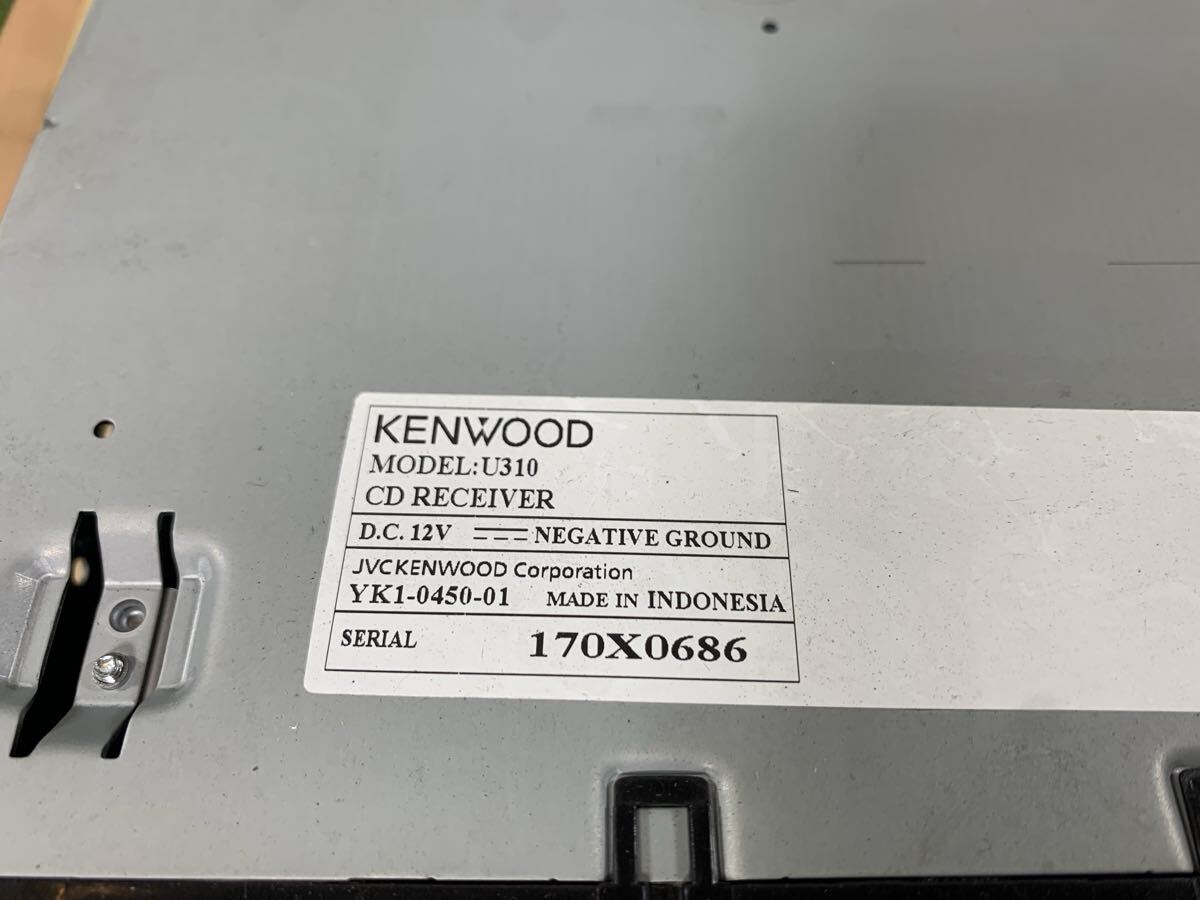 KENWOOD
MODEL:U310
CD RECEIVER
D.C. 12V NEGATIVE GROUND
JVCKENWOOD Corporation
YK1-0450-01 MADE IN INDONESIA
SERIAL 170X0686